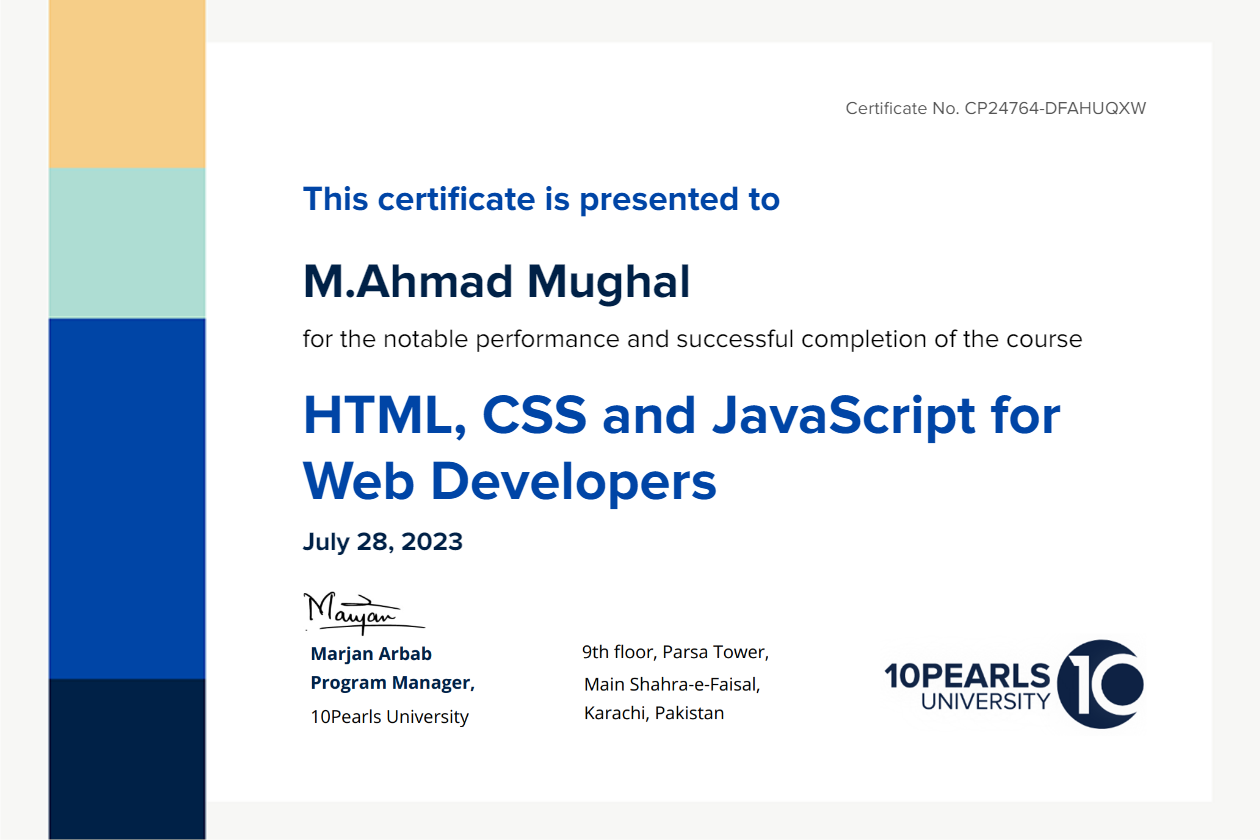 Certificate No. CP24764-DFAHUQXW
This certificate is presented to
M.Ahmad Mughal
for the notable performance and successful completion of the course
HTML, CSS and JavaScript for
Web Developers
July 28, 2023
Marjan
Marjan Arbab
Program Manager,
10Pearls University
9th floor, Parsa Tower,
Main Shahra-e-Faisal,
Karachi, Pakistan
10PEARLS
UNIVERSITY
10